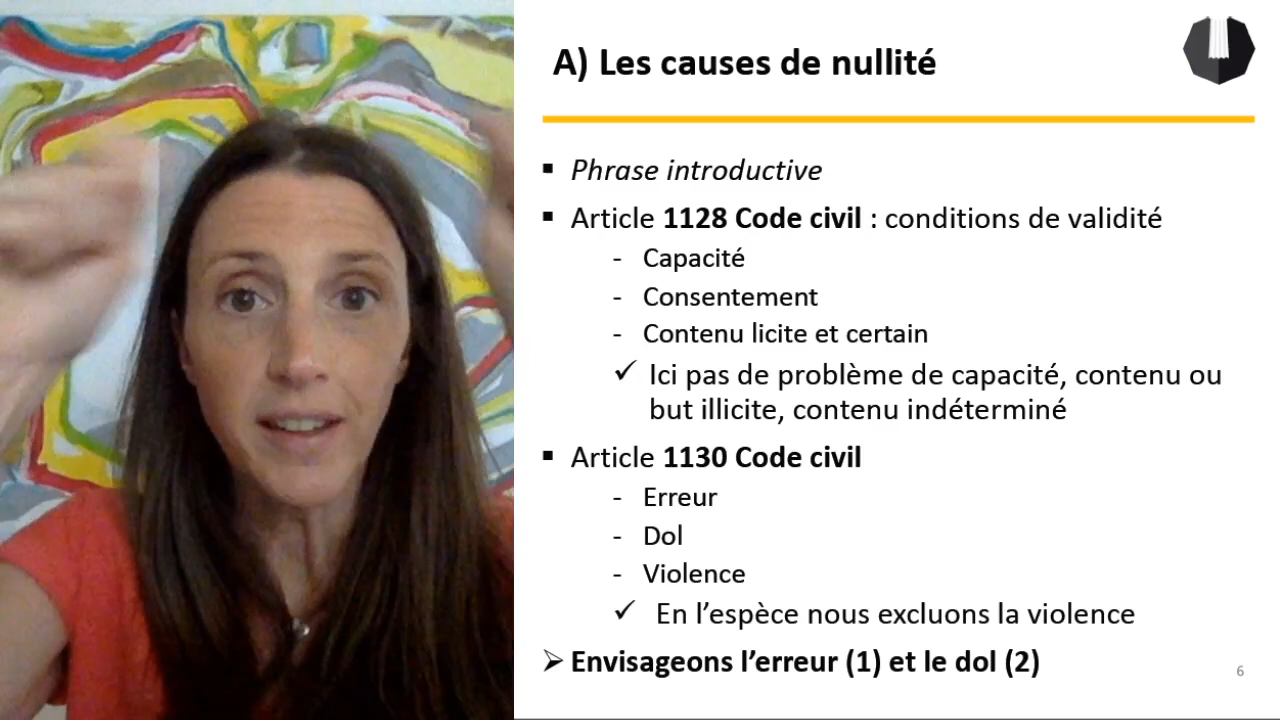 A) Les causes de nullité
▪ Phrase introductive
▪ Article 1128 Code civil : conditions de validité
- Capacité
- Consentement
- Contenu licite et certain
✓ Ici pas de problème de capacité, contenu ou
but illicite, contenu indéterminé
▪ Article 1130 Code civil
- Erreur
- Dol
- Violence
✓ En l’espèce nous excluons la violence
➢ Envisageons l’erreur (1) et le dol (2)
6